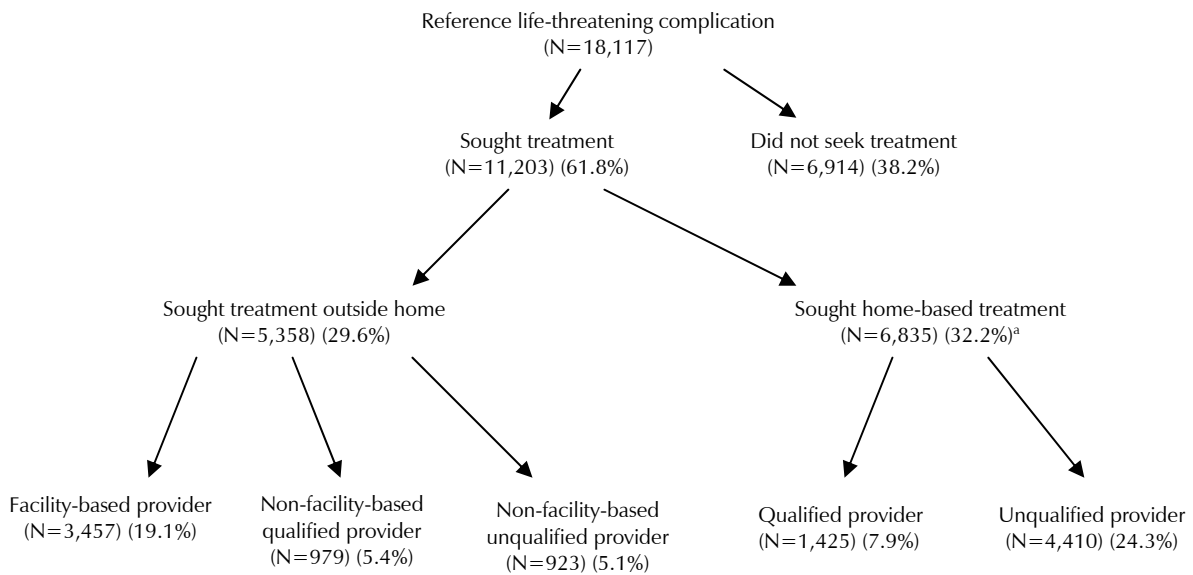 Reference life-threatening complication
(N=18,117)
Sought treatment
(N=11,203) (61.8%)
Did not seek treatment
(N=6,914) (38.2%)
Sought treatment outside home
(N=5,358) (29.6%)
Sought home-based treatment
(N=6,835) (32.2%)ᵃ
Facility-based provider
(N=3,457) (19.1%)
Non-facility-based
qualified provider
(N=979) (5.4%)
Non-facility-based
unqualified provider
(N=923) (5.1%)
Qualified provider
(N=1,425) (7.9%)
Unqualified provider
(N=4,410) (24.3%)